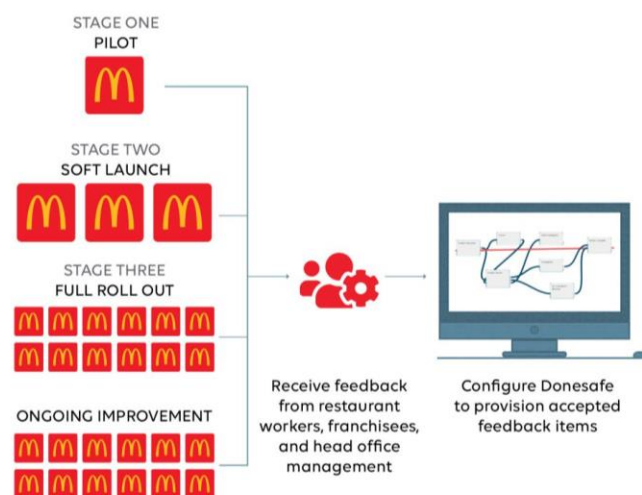 STAGE ONE
PILOT
STAGE TWO
SOFT LAUNCH
STAGE THREE
FULL ROLL OUT
ONGOING IMPROVEMENT
Receive feedback
from restaurant
workers, franchisees,
and head office
management
Configure Donesafe
to provision accepted
feedback items